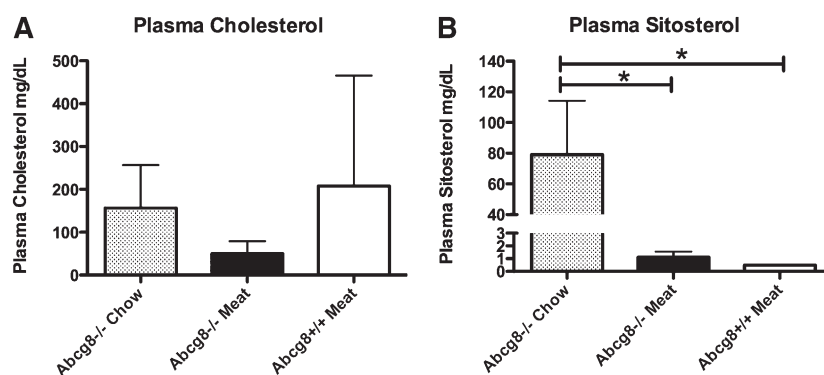 A
Plasma Cholesterol
Plasma Cholesterol mg/dL
500
400
300
200
100
0
Abcg8-/- Chow
Abcg8-/- Meat
Abcg8+/+ Meat
B
Plasma Sitosterol
Plasma Sitosterol mg/dL
140
120
100
80
60
40
3
2
1
0
*
*
Abcg8-/- Chow
Abcg8-/- Meat
Abcg8+/+ Meat